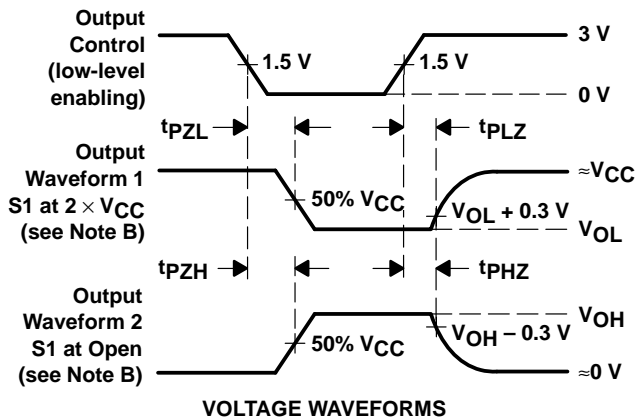 Output
Control
(low-level
enabling)
1.5 V
1.5 V
3 V
0 V
tPZL
tPLZ
Output
Waveform 1
S1 at 2 × VCC
(see Note B)
50% VCC
VOL + 0.3 V
≈VCC
VOL
tPZH
tPHZ
Output
Waveform 2
S1 at Open
(see Note B)
50% VCC
VOH – 0.3 V
VOH
≈0 V
VOLTAGE WAVEFORMS